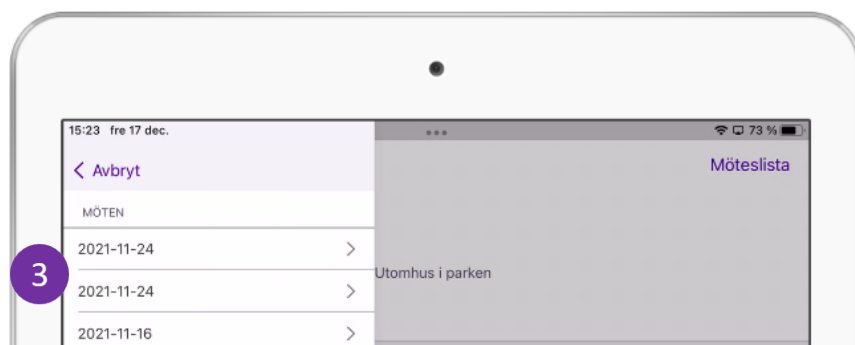 15:23 fre 17 dec.
73 %
Avbryt
Möteslista
MÖTEN
2021-11-24
3
Utomhus i parken
2021-11-24
2021-11-16